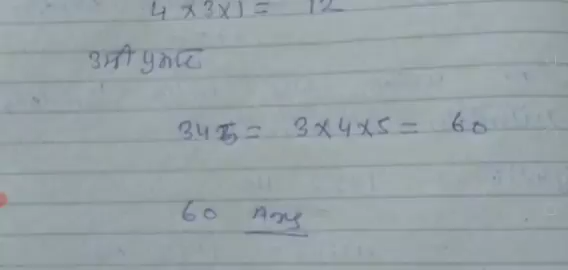 4 x 3 x 1 = 12
345 = 3 x 4 x 5 = 60
60 Ans